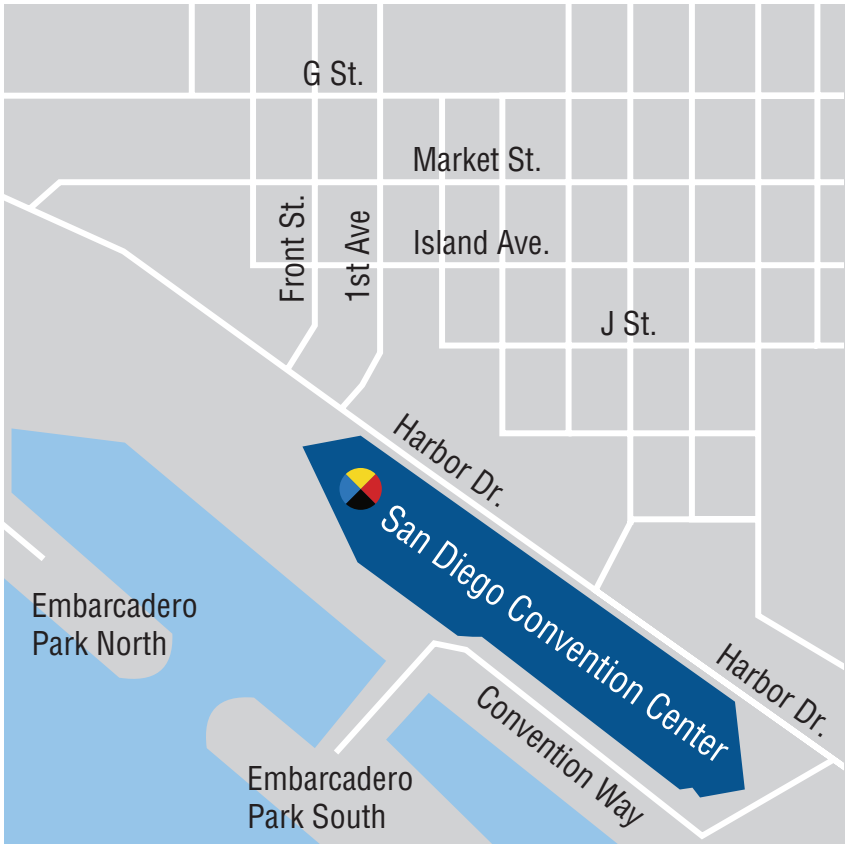 G St.
Market St.
Front St.
1st Ave
Island Ave.
J St.
Harbor Dr.
San Diego Convention Center
Embarcadero
Park North
Harbor Dr.
Convention Way
Embarcadero
Park South